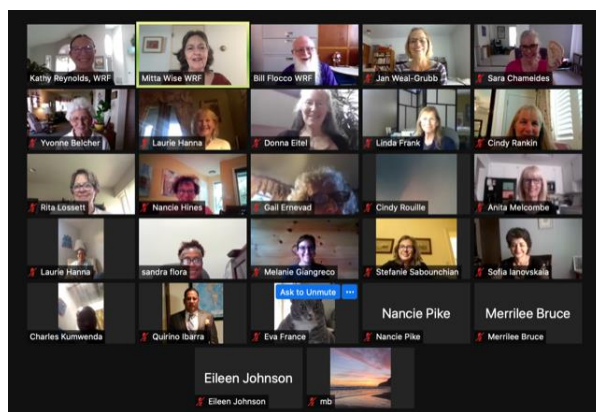 Kathy Reynolds, WRF
Mitta Wise WRF
Bill Flocco WRF
Jan Weal-Grubb
Sara Chameides
Yvonne Belcher
Laurie Hanna
Donna Eitel
Linda Frank
Cindy Rankin
Rita Lossett
Nancie Hines
Gail Ernevad
Cindy Rouille
Anita Melcombe
Laurie Hanna
sandra flora
Melanie Giangreco
Stefanie Sabounchian
Sofia Ianovskaia
Ask to Unmute ...
Charles Kumwenda
Quirino Ibarra
Eva France
Nancie Pike
Nancie Pike
Merrilee Bruce
Merrilee Bruce
Eileen Johnson
Eileen Johnson
mb